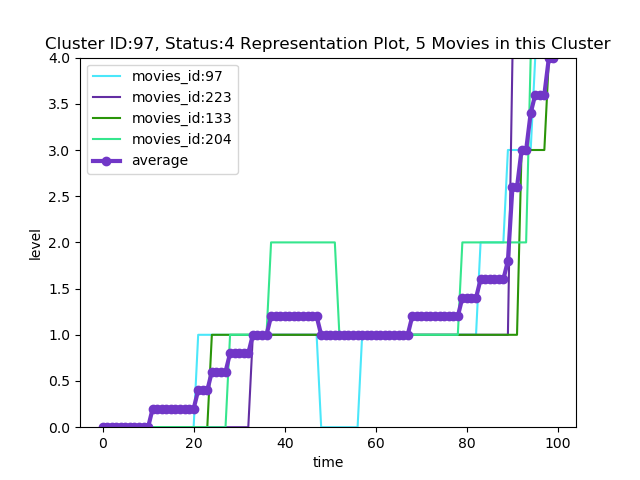 Cluster ID:97, Status:4 Representation Plot, 5 Movies in this Cluster
4.0
3.5
3.0
2.5
2.0
1.5
1.0
0.5
0.0
level
movies_id:97
movies_id:223
movies_id:133
movies_id:204
average
0 20 40 60 80 100
time